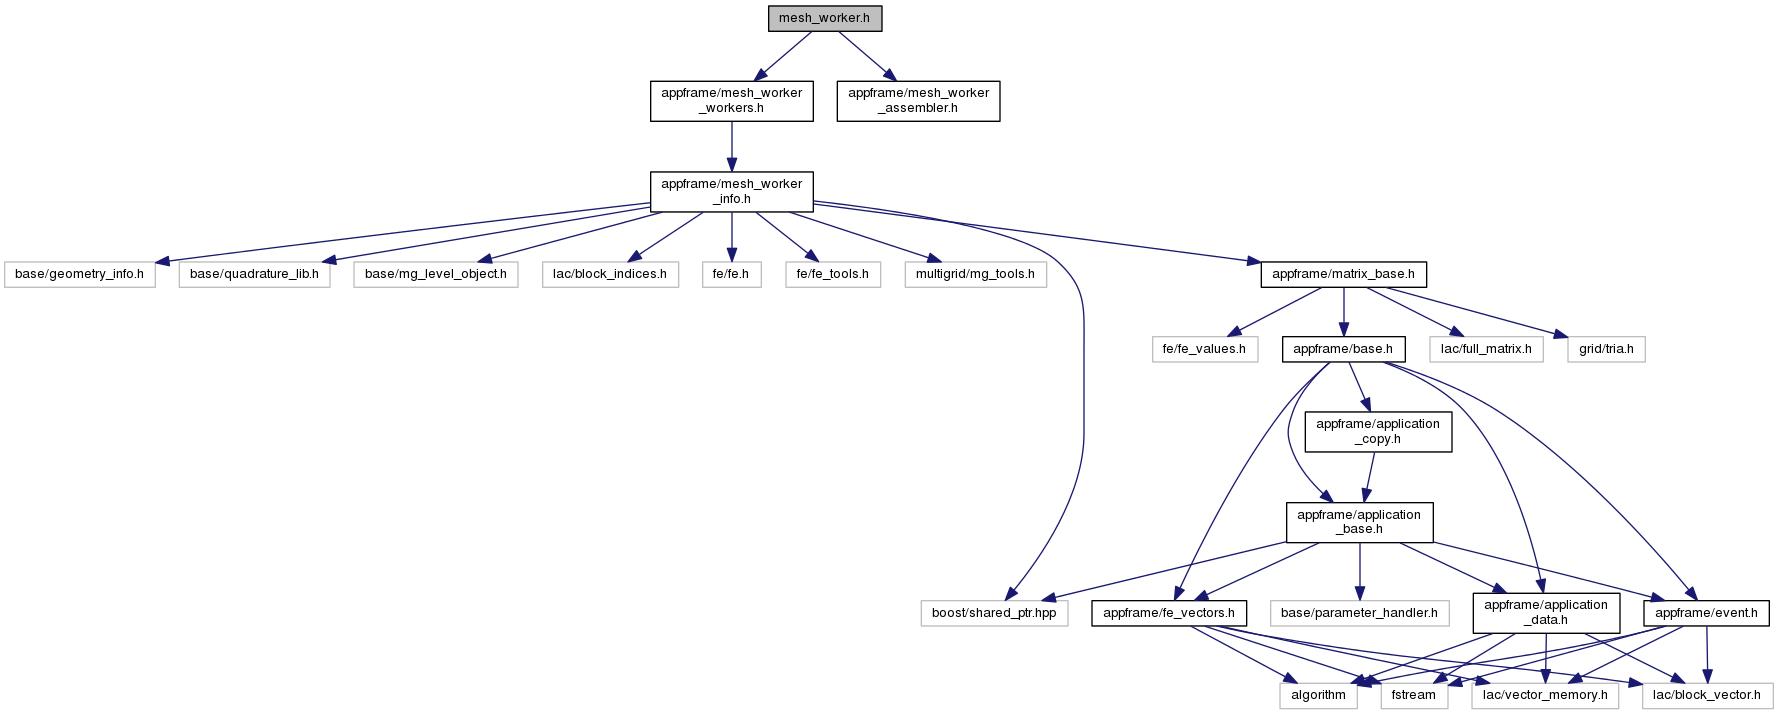 mesh_worker.h
appframe/mesh_worker
_workers.h
appframe/mesh_worker
_assembler.h
appframe/mesh_worker
_info.h
base/geometry_info.h
base/quadrature_lib.h
base/mg_level_object.h
lac/block_indices.h
fe/fe.h
fe/fe_tools.h
multigrid/mg_tools.h
appframe/matrix_base.h
fe/fe_values.h
appframe/base.h
lac/full_matrix.h
grid/tria.h
appframe/application
_copy.h
appframe/application
_base.h
boost/shared_ptr.hpp
appframe/fe_vectors.h
base/parameter_handler.h
appframe/application
_data.h
appframe/event.h
algorithm
fstream
lac/vector_memory.h
lac/block_vector.h